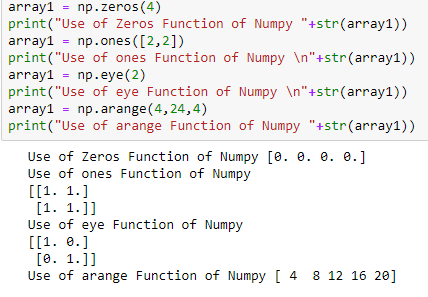 array1 = np.zeros(4)
print("Use of Zeros Function of Numpy "+str(array1))
array1 = np.ones([2,2])
print("Use of ones Function of Numpy \n"+str(array1))
array1 = np.eye(2)
print("Use of eye Function of Numpy \n"+str(array1))
array1 = np.arange(4,24,4)
print("Use of arange Function of Numpy "+str(array1))
Use of Zeros Function of Numpy [0. 0. 0. 0.]
Use of ones Function of Numpy
[[1. 1.]
 [1. 1.]]
Use of eye Function of Numpy
[[1. 0.]
 [0. 1.]]
Use of arange Function of Numpy [ 4  8 12 16 20]